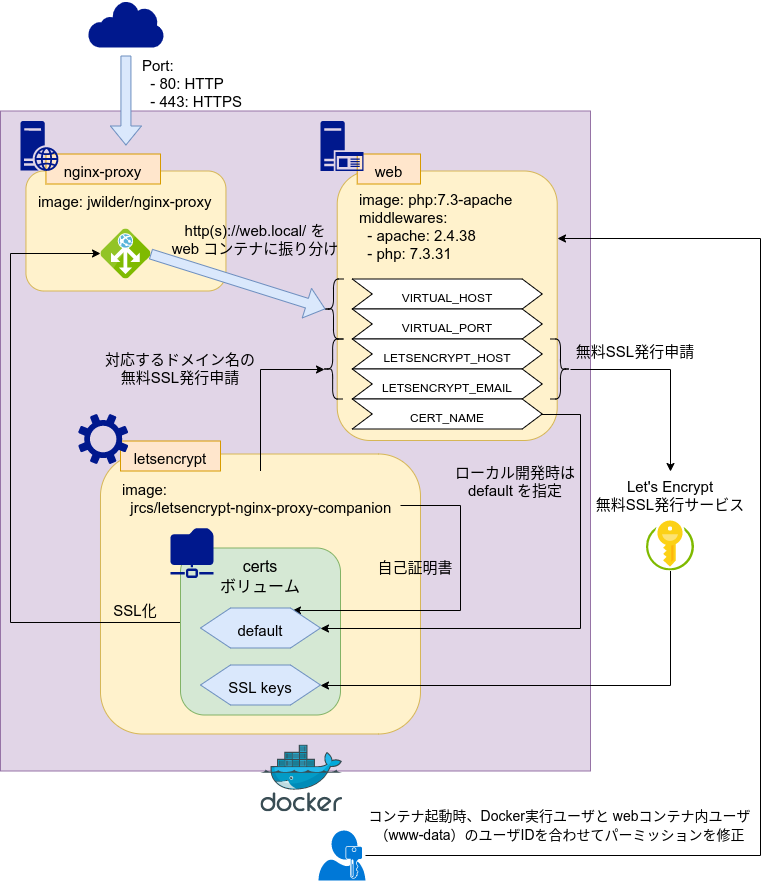 Port:
- 80: HTTP
- 443: HTTPS
nginx-proxy
image: jwilder/nginx-proxy
web
image: php:7.3-apache
middlewares:
- apache: 2.4.38
- php: 7.3.31
http(s)://web.local/ を
web コンテナに振り分け
VIRTUAL_HOST
VIRTUAL_PORT
LETSENCRYPT_HOST
LETSENCRYPT_EMAIL
CERT_NAME
無料SSL発行申請
対応するドメイン名の
無料SSL発行申請
letsencrypt
image:
jrcs/letsencrypt-nginx-proxy-companion
ローカル開発時は
default を指定
Let's Encrypt
無料SSL発行サービス
certs
ボリューム
自己証明書
SSL化
default
SSL keys
docker
コンテナ起動時、Docker実行ユーザと webコンテナ内ユーザ
（www-data）のユーザIDを合わせてパーミッションを修正